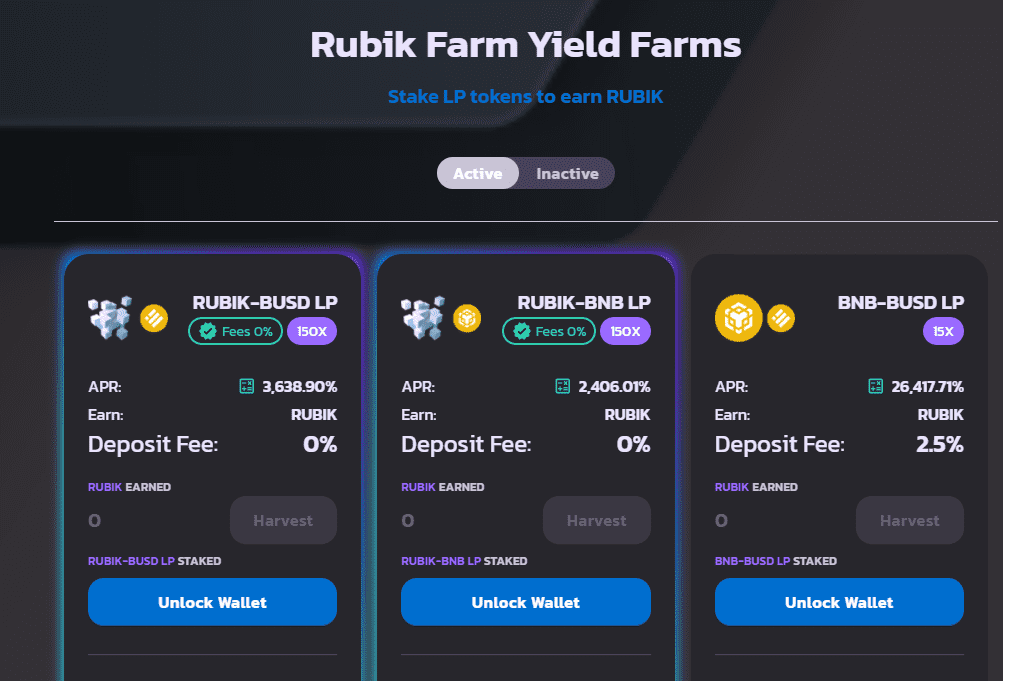 Rubik Farm Yield Farms
Stake LP tokens to earn RUBIK
Active Inactive
RUBIK-BUSD LP
Fees 0% 150X
APR: 3,638.90%
Earn: RUBIK
Deposit Fee: 0%
RUBIK EARNED
0 Harvest
RUBIK-BUSD LP STAKED
Unlock Wallet
RUBIK-BNB LP
Fees 0% 150X
APR: 2,406.01%
Earn: RUBIK
Deposit Fee: 0%
RUBIK EARNED
0 Harvest
RUBIK-BNB LP STAKED
Unlock Wallet
BNB-BUSD LP
15X
APR: 26,417.71%
Earn: RUBIK
Deposit Fee: 2.5%
RUBIK EARNED
0 Harvest
BNB-BUSD LP STAKED
Unlock Wallet